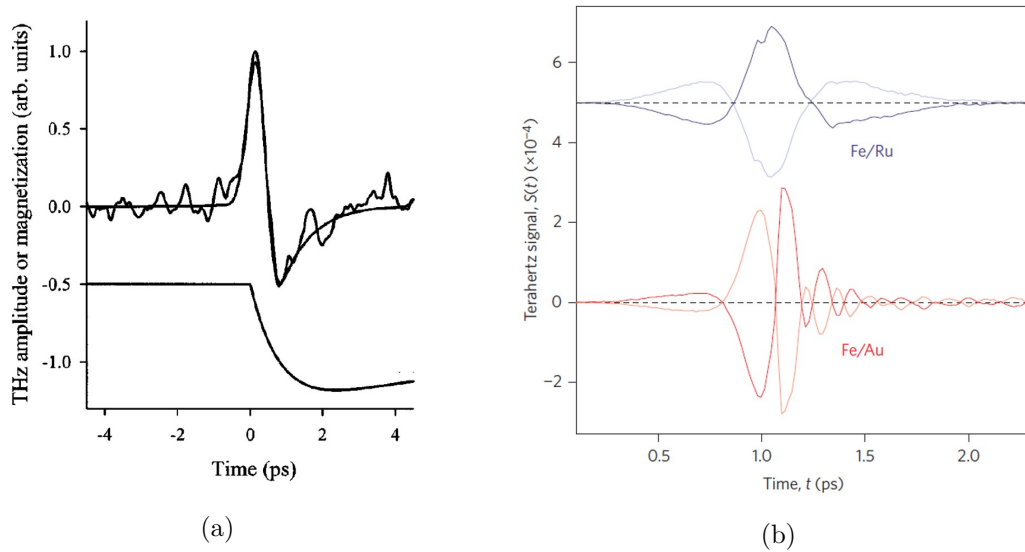 THz amplitude or magnetization (arb. units)
1.0
0.5
0.0
-0.5
-1.0
-4
-2
0
2
4
Time (ps)
(a)
Terahertz signal, S(t) (×10⁻⁴)
6
4
2
0
−2
Fe/Ru
Fe/Au
0.5
1.0
1.5
2.0
Time, t (ps)
(b)